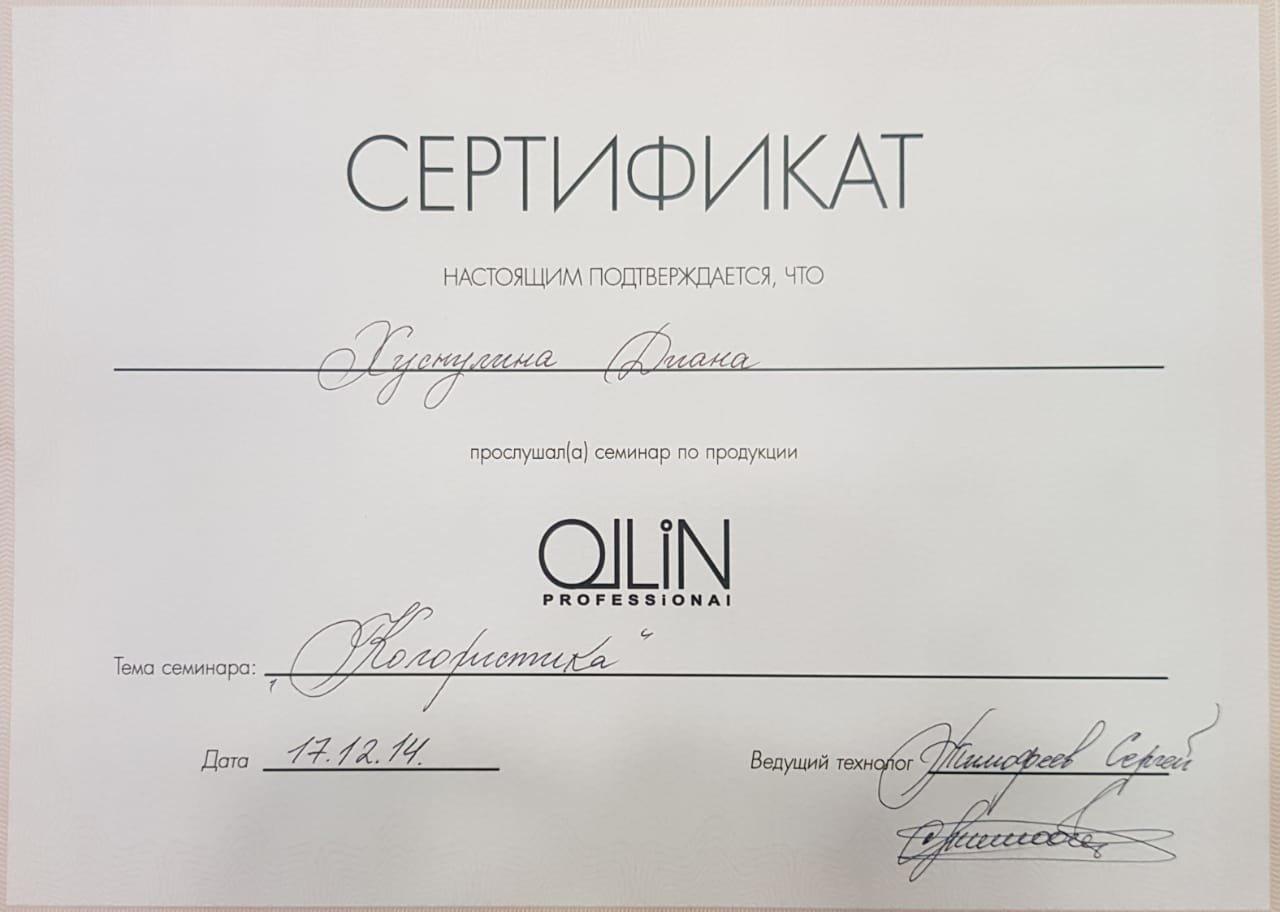 СЕРТИФИКАТ
НАСТОЯЩИМ ПОДТВЕРЖДАЕТСЯ, ЧТО
Хуснулина Диана
прослушал(а) семинар по продукции
OLLiN
PROFESSiONAl
Тема семинара: „Колористика“
Дата 17.12.14.
Ведущий технолог Тимофеев Сергей